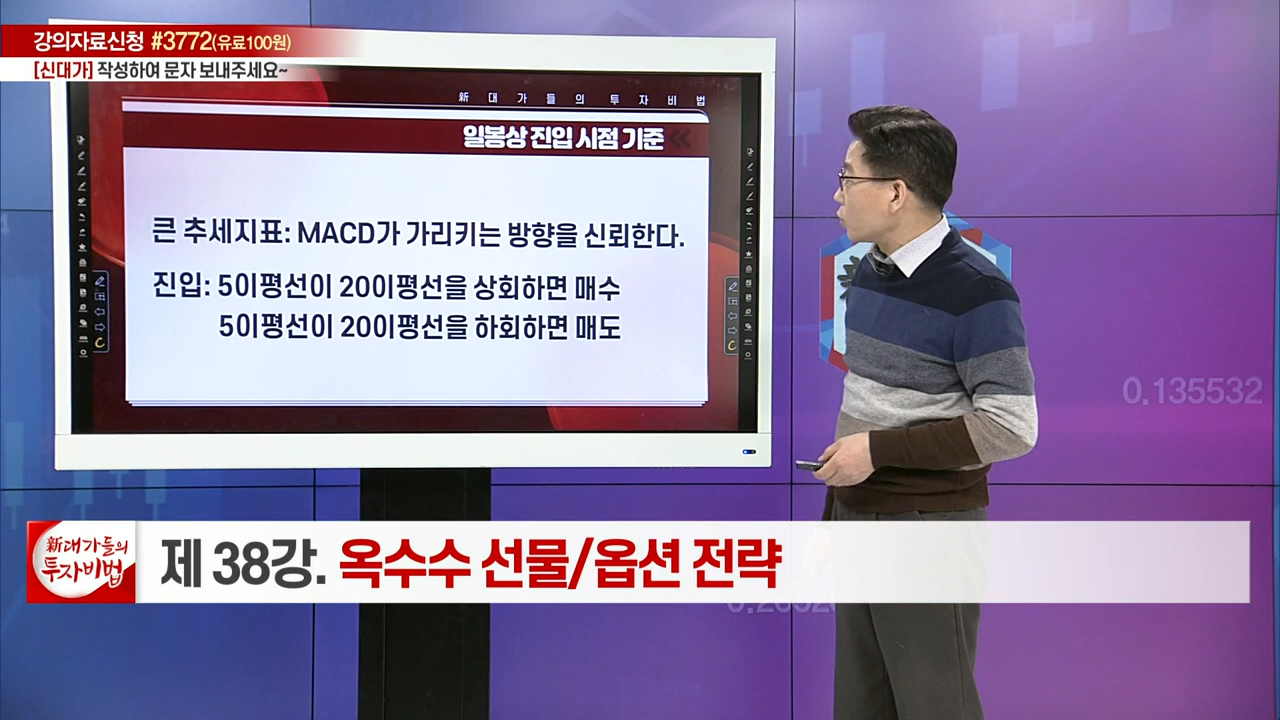 강의자료신청 #3772(유료100원)
[신대가] 작성하여 문자 보내주세요~
新대가들의 투자비법
일봉상 진입 시점 기준
큰 추세지표: MACD가 가리키는 방향을 신뢰한다.
진입: 5이평선이 20이평선을 상회하면 매수
5이평선이 20이평선을 하회하면 매도
0.135532
新대가들의
투자비법
제 38강. 옥수수 선물/옵션 전략